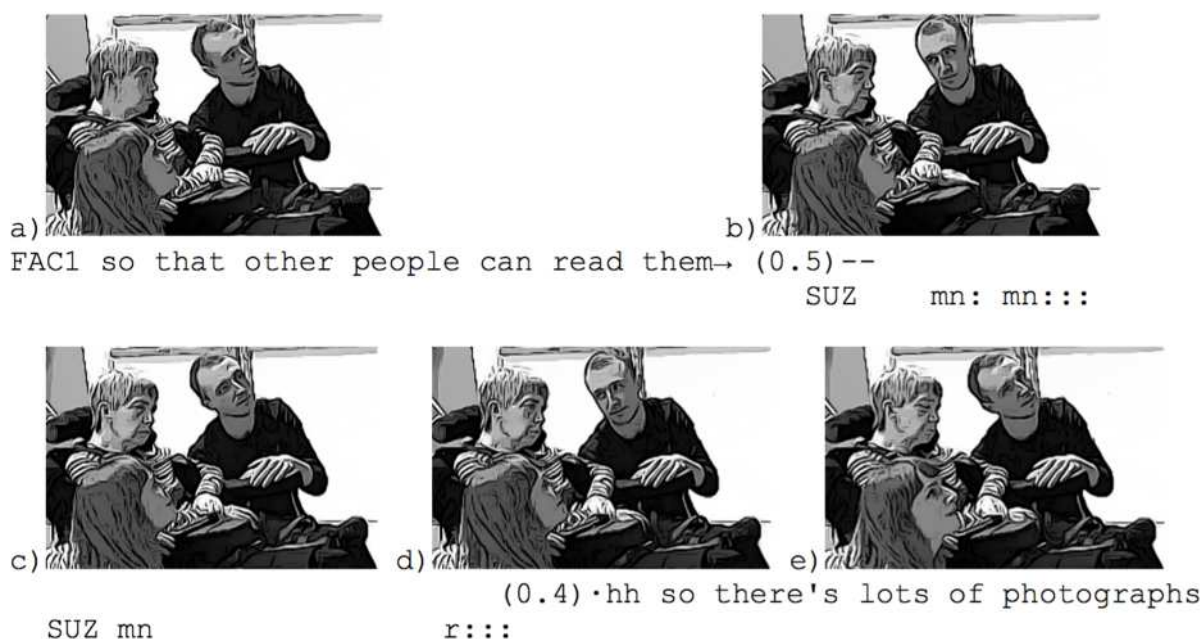 a) b)
FAC1 so that other people can read them→ (0.5)--
SUZ mn: mn:::
c) d) e)
(0.4)·hh so there's lots of photographs
SUZ mn r:::